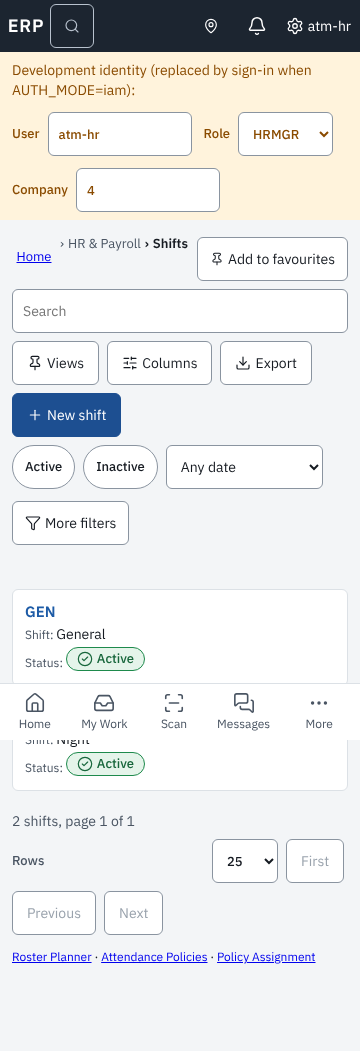 ERP
atm-hr
Development identity (replaced by sign-in when
AUTH_MODE=iam):
User atm-hr Role HRMGR
Company 4
Home › HR & Payroll › Shifts Add to favourites
Search
Views Columns Export
+ New shift
Active Inactive Any date
More filters
GEN
Shift: General
Status: Active
Home My Work Scan Messages More
Shift: Night
Status: Active
2 shifts, page 1 of 1
Rows 25 First
Previous Next
Roster Planner · Attendance Policies · Policy Assignment